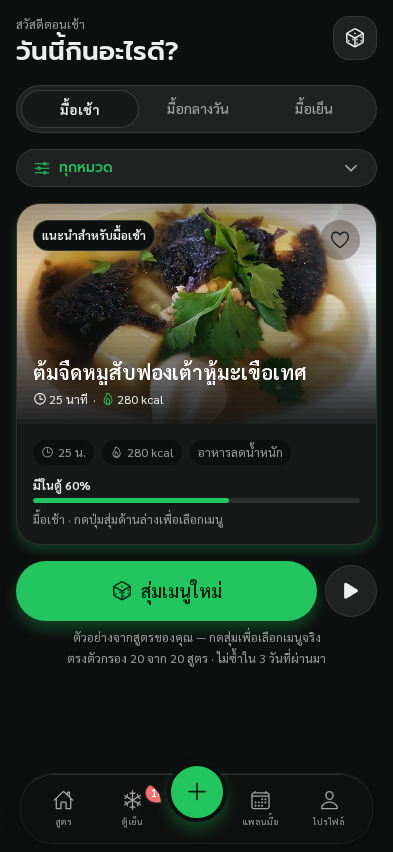 สวัสดีตอนเช้า
วันนี้กินอะไรดี?
มื้อเช้า
มื้อกลางวัน
มื้อเย็น
ทุกหมวด
แนะนำสำหรับมื้อเช้า
ต้มจืดหมูสับฟองเต้าหู้มะเขือเทศ
25 นาที · 280 kcal
25 น.
280 kcal
อาหารลดน้ำหนัก
มีในตู้ 60%
มื้อเช้า · กดปุ่มสุ่มด้านล่างเพื่อเลือกเมนู
สุ่มเมนูใหม่
ตัวอย่างจากสูตรของคุณ — กดสุ่มเพื่อเลือกเมนูจริง
ตรงตัวกรอง 20 จาก 20 สูตร · ไม่ซ้ำใน 3 วันที่ผ่านมา
สูตร
ตู้เย็น
แพลนมื้อ
โปรไฟล์